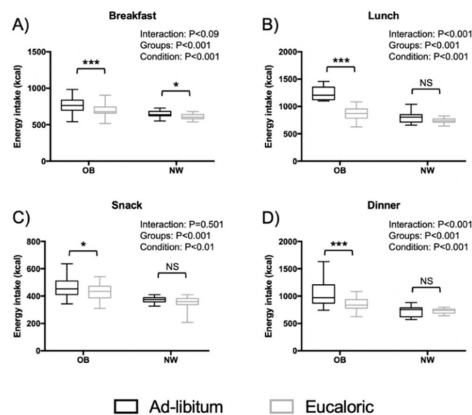 A)
Breakfast
Interaction: P<0.09
Groups: P<0.001
Condition: P<0.001
Energy intake (kcal)
1000
500
0
***
*
OB
NW
B)
Lunch
Interaction: P<0.001
Groups: P<0.001
Condition: P<0.001
Energy intake (kcal)
2000
1500
1000
500
0
***
NS
OB
NW
C)
Snack
Interaction: P=0.501
Groups: P<0.001
Condition: P<0.01
Energy intake (kcal)
800
600
400
200
0
*
NS
OB
NW
D)
Dinner
Interaction: P<0.001
Groups: P<0.001
Condition: P<0.001
Energy intake (kcal)
2000
1500
1000
500
0
***
NS
OB
NW
Ad-libitum
Eucaloric